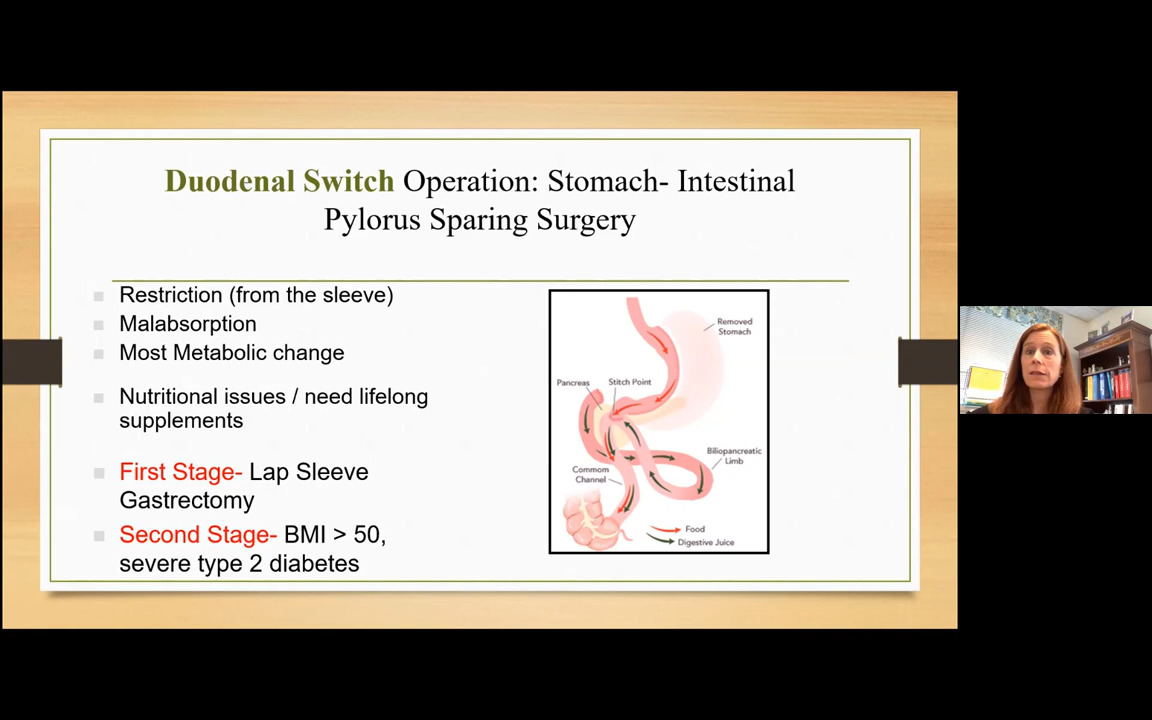 Duodenal Switch Operation: Stomach- Intestinal
Pylorus Sparing Surgery
Restriction (from the sleeve)
Malabsorption
Most Metabolic change
Nutritional issues / need lifelong
supplements
First Stage- Lap Sleeve
Gastrectomy
Second Stage- BMI > 50,
severe type 2 diabetes
Removed
Stomach
Pancreas
Stitch Point
Biliopancreatic
Limb
Commom
Channel
Food
Digestive Juice